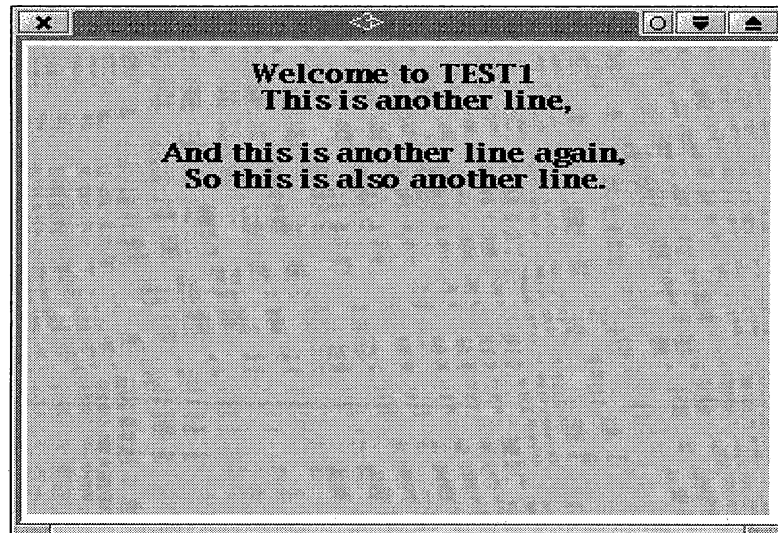 <3>
Welcome to TEST1
This is another line,
And this is another line again,
So this is also another line.